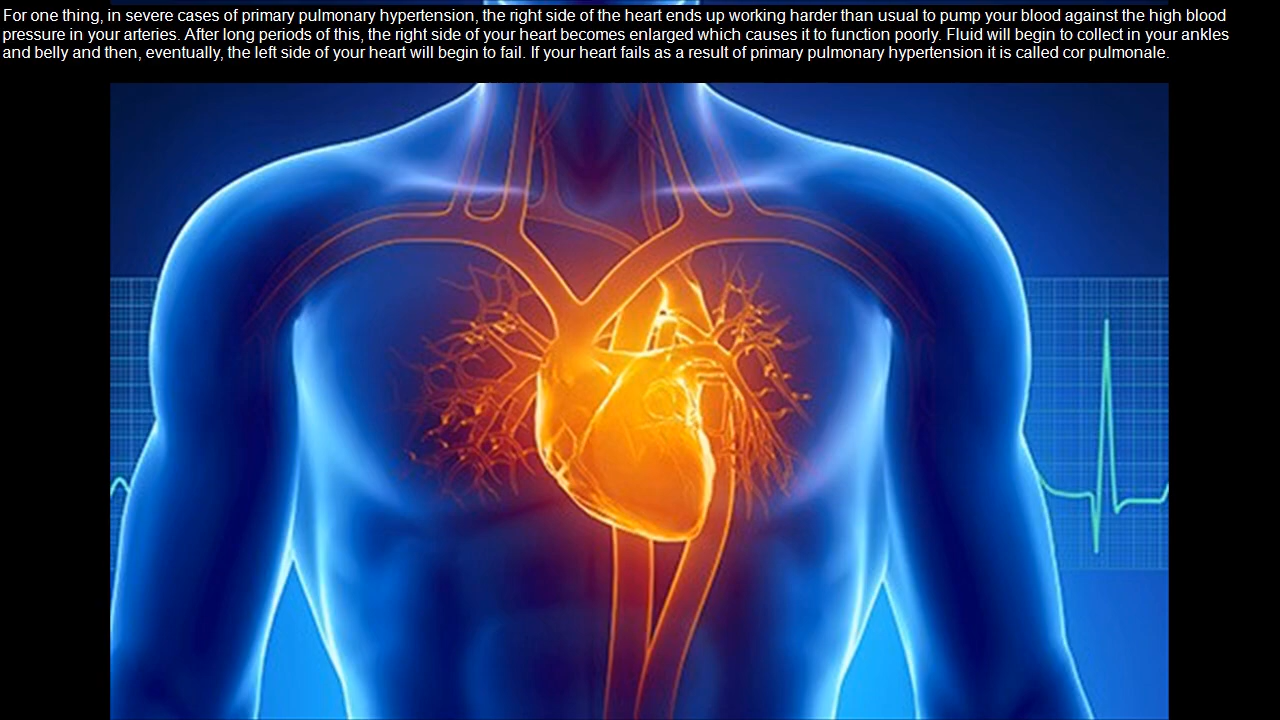 For one thing, in severe cases of primary pulmonary hypertension, the right side of the heart ends up working harder than usual to pump your blood against the high blood
pressure in your arteries. After long periods of this, the right side of your heart becomes enlarged which causes it to function poorly. Fluid will begin to collect in your ankles
and belly and then, eventually, the left side of your heart will begin to fail. If your heart fails as a result of primary pulmonary hypertension it is called cor pulmonale.